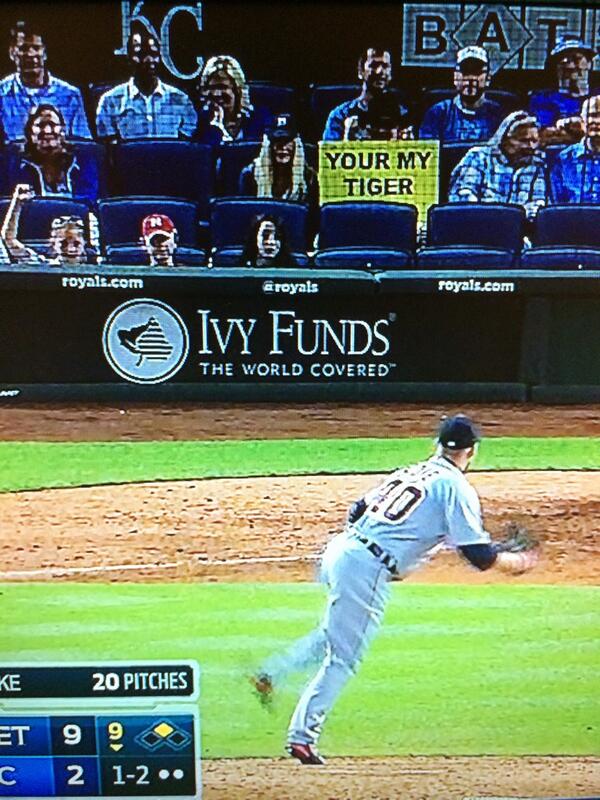 KC
BAT
YOUR MY
TIGER
royals.com
@royals
royals.com
IVY FUNDS®
THE WORLD COVERED™
40
KE 20 PITCHES
ET 9 9
C 2 1-2